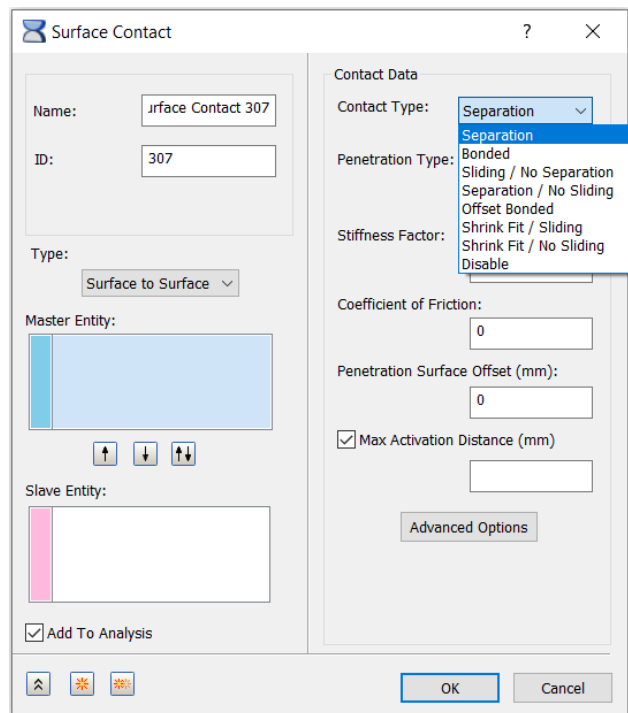 Surface Contact
?
Name:
ırface Contact 307
ID:
307
Type:
Surface to Surface
Master Entity:
Slave Entity:
Add To Analysis
Contact Data
Contact Type:
Separation
Separation
Bonded
Sliding / No Separation
Separation / No Sliding
Offset Bonded
Shrink Fit / Sliding
Shrink Fit / No Sliding
Disable
Penetration Type:
Stiffness Factor:
Coefficient of Friction:
0
Penetration Surface Offset (mm):
0
Max Activation Distance (mm)
Advanced Options
OK
Cancel